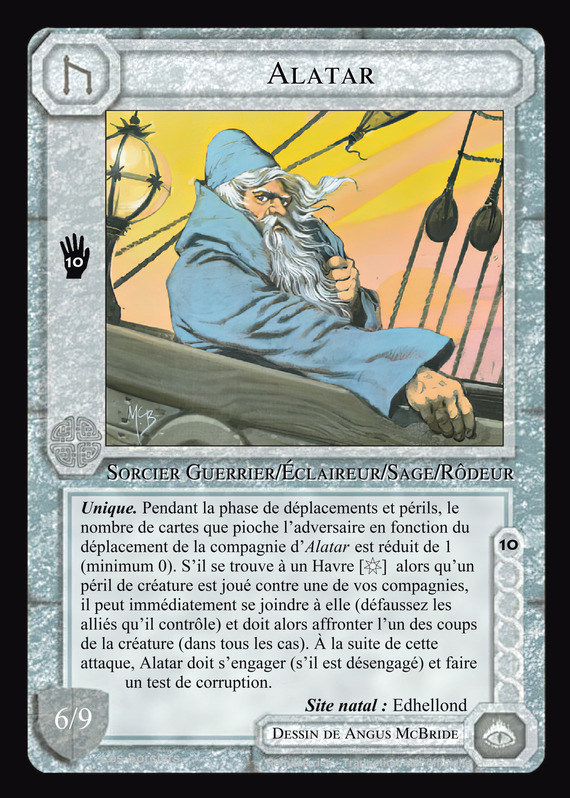 Alatar
10
McB
Sorcier Guerrier/Éclaireur/Sage/Rôdeur
Unique. Pendant la phase de déplacements et périls, le
nombre de cartes que pioche l'adversaire en fonction du
déplacement de la compagnie d'Alatar est réduit de 1
(minimum 0). S'il se trouve à un Havre [ ] alors qu'un
péril de créature est joué contre une de vos compagnies,
il peut immédiatement se joindre à elle (défaussez les
alliés qu'il contrôle) et doit alors affronter l'un des coups
de la créature (dans tous les cas). À la suite de cette
attaque, Alatar doit s'engager (s'il est désengagé) et faire
un test de corruption.
10
Site natal : Edhellond
6/9
Dessin de Angus McBride